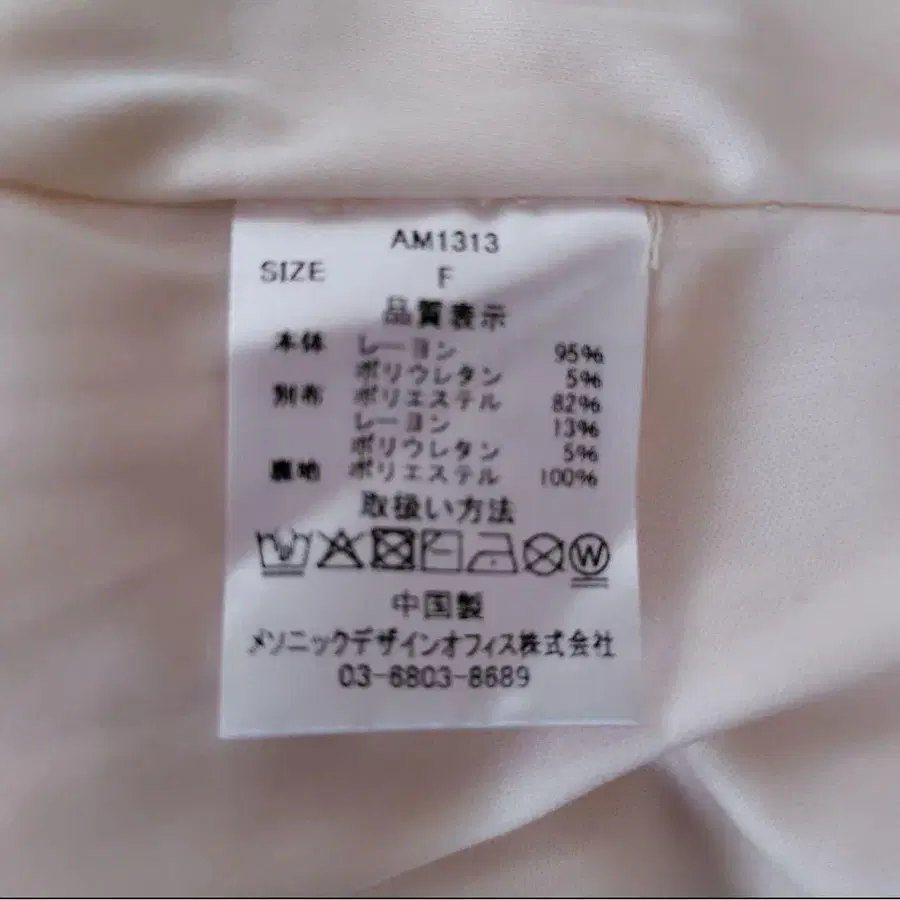 AM1313
SIZE F
品質表示
本体 レーヨン 95%
ポリウレタン 5%
別布 ポリエステル 82%
レーヨン 13%
ポリウレタン 5%
裏地 ポリエステル 100%
取扱い方法
W
中国製
メソニックデザインオフィス株式会社
03-6803-8689